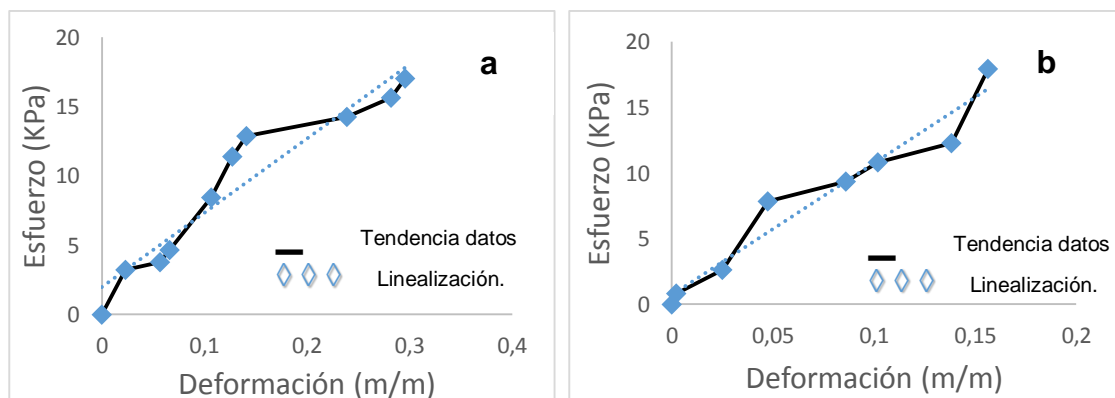 a
Esfuerzo (KPa)
20
15
10
5
0
0
0,1
0,2
0,3
0,4
Deformación (m/m)
Tendencia datos
Linealización.
b
Esfuerzo (KPa)
20
15
10
5
0
0
0,05
0,1
0,15
0,2
Deformación (m/m)
Tendencia datos
Linealización.